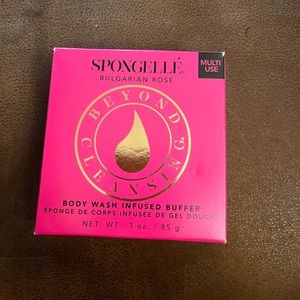 SPONGELLÉ
BULGARIAN ROSE
MULTI
USE
BEYOND
CLEANSING
BODY WASH INFUSED BUFFER
ÉPONGE DE CORPS INFUSÉE DE GEL DOUCHE
NET. WT. 3 oz. / 85 g